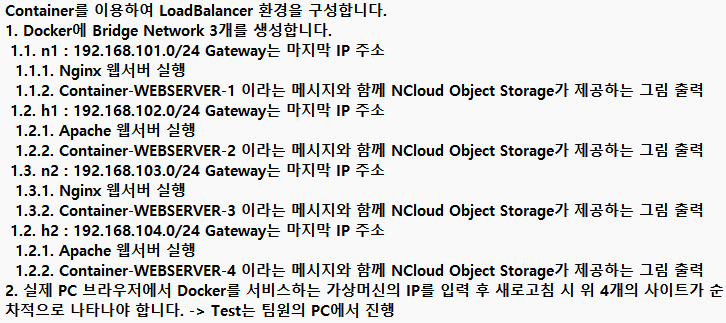 Container를 이용하여 LoadBalancer 환경을 구성합니다.
1. Docker에 Bridge Network 3개를 생성합니다.
1.1. n1 : 192.168.101.0/24 Gateway는 마지막 IP 주소
1.1.1. Nginx 웹서버 실행
1.1.2. Container-WEBSERVER-1 이라는 메시지와 함께 NCloud Object Storage가 제공하는 그림 출력
1.2. h1 : 192.168.102.0/24 Gateway는 마지막 IP 주소
1.2.1. Apache 웹서버 실행
1.2.2. Container-WEBSERVER-2 이라는 메시지와 함께 NCloud Object Storage가 제공하는 그림 출력
1.3. n2 : 192.168.103.0/24 Gateway는 마지막 IP 주소
1.3.1. Nginx 웹서버 실행
1.3.2. Container-WEBSERVER-3 이라는 메시지와 함께 NCloud Object Storage가 제공하는 그림 출력
1.2. h2 : 192.168.104.0/24 Gateway는 마지막 IP 주소
1.2.1. Apache 웹서버 실행
1.2.2. Container-WEBSERVER-4 이라는 메시지와 함께 NCloud Object Storage가 제공하는 그림 출력
2. 실제 PC 브라우저에서 Docker를 서비스하는 가상머신의 IP를 입력 후 새로고침 시 위 4개의 사이트가 순
차적으로 나타나야 합니다. -> Test는 팀원의 PC에서 진행